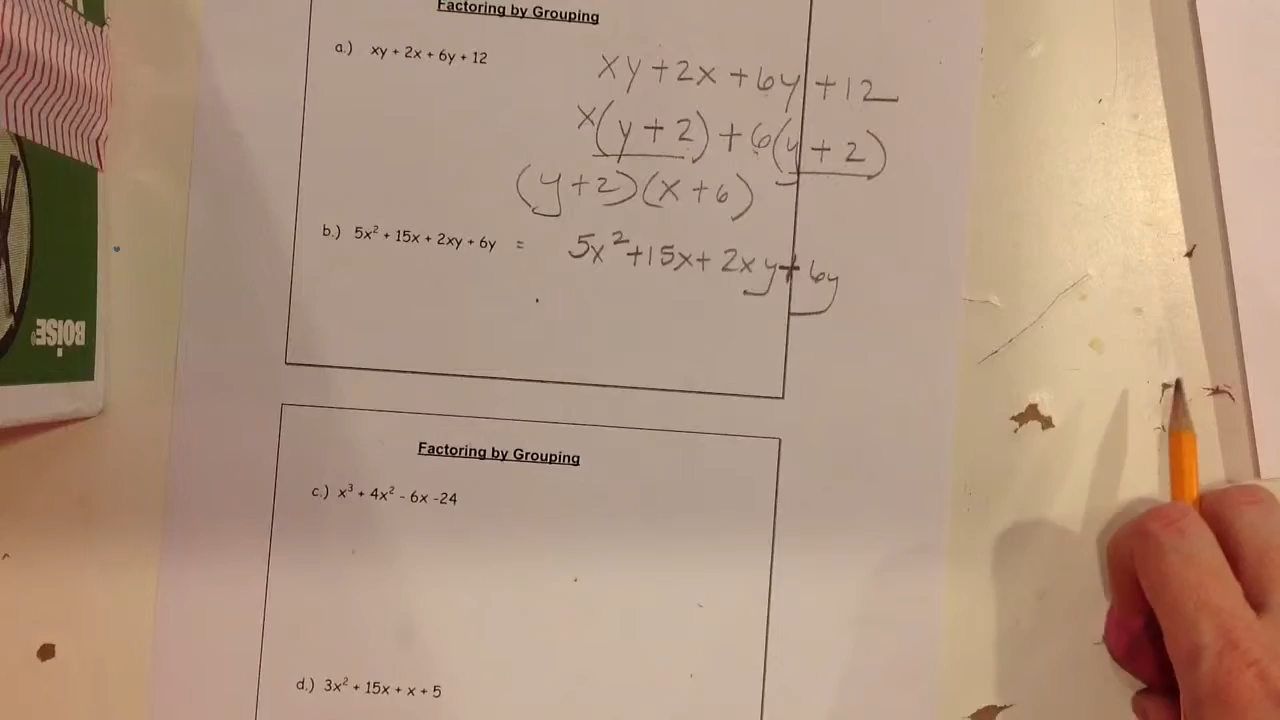 Factoring by Grouping
a.) xy + 2x + 6y + 12
xy + 2x + 6y + 12
x(y + 2) + 6(y + 2)
(y + 2)(x + 6)
b.) 5x² + 15x + 2xy + 6y =
5x² + 15x + 2xy + 6y
BOISE
Factoring by Grouping
c.) x³ + 4x² - 6x -24
d.) 3x² + 15x + x + 5